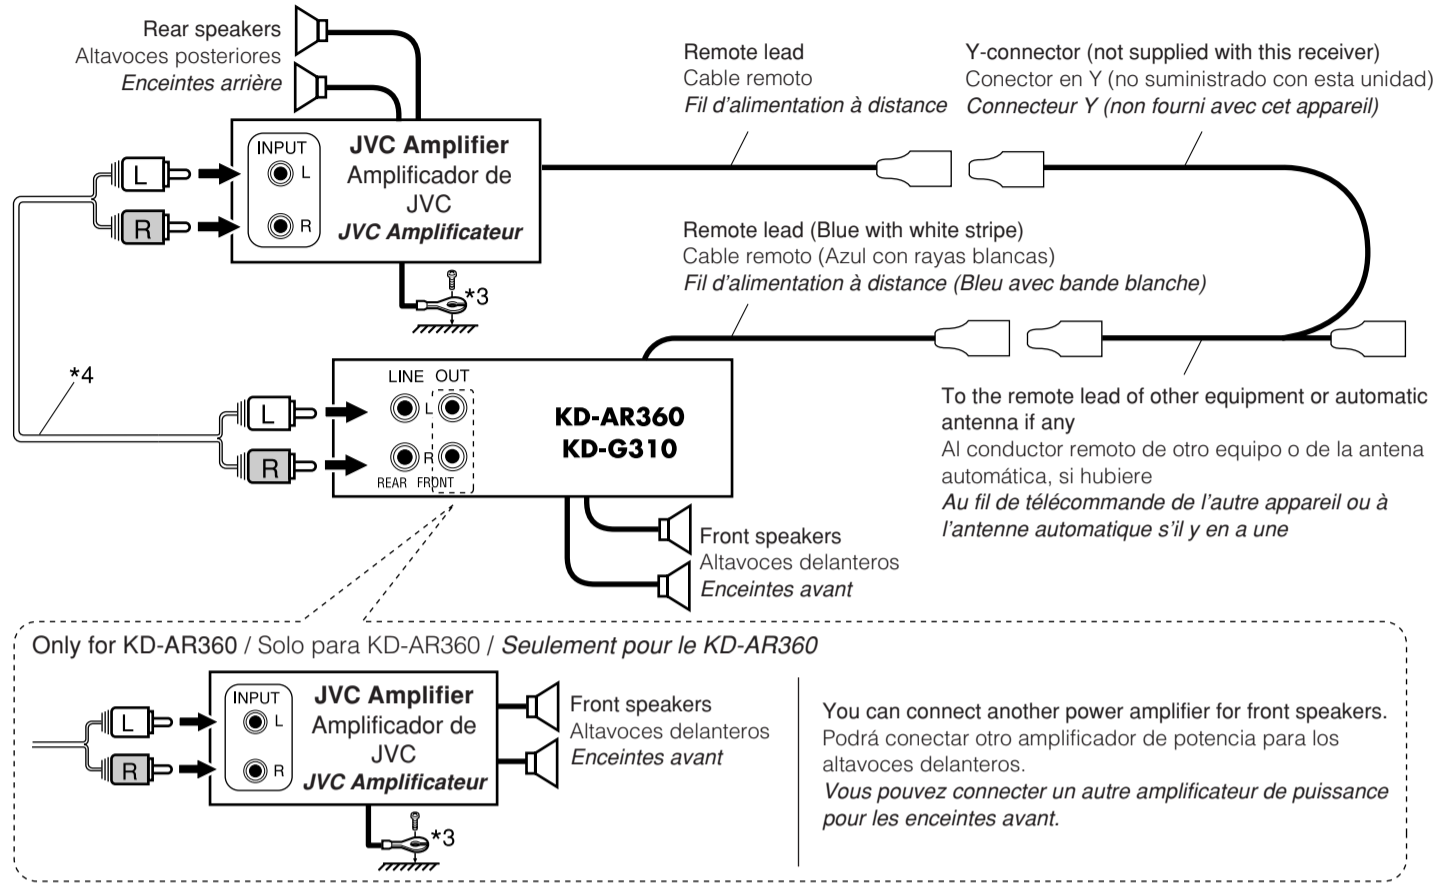 Rear speakers
Altavoces posteriores
Enceintes arrière
Remote lead
Cable remoto
Fil d'alimentation à distance
Y-connector (not supplied with this receiver)
Conector en Y (no suministrado con esta unidad)
Connecteur Y (non fourni avec cet appareil)
INPUT
L
R
L
R
JVC Amplifier
Amplificador de
JVC
JVC Amplificateur
*3
Remote lead (Blue with white stripe)
Cable remoto (Azul con rayas blancas)
Fil d'alimentation à distance (Bleu avec bande blanche)
*4
L
R
LINE OUT
L
R
REAR FRONT
KD-AR360
KD-G310
To the remote lead of other equipment or automatic
antenna if any
Al conductor remoto de otro equipo o de la antena
automática, si hubiere
Au fil de télécommande de l'autre appareil ou à
l'antenne automatique s'il y en a une
Front speakers
Altavoces delanteros
Enceintes avant
Only for KD-AR360 / Solo para KD-AR360 / Seulement pour le KD-AR360
L
R
INPUT
L
R
JVC Amplifier
Amplificador de
JVC
JVC Amplificateur
*3
Front speakers
Altavoces delanteros
Enceintes avant
You can connect another power amplifier for front speakers.
Podrá conectar otro amplificador de potencia para los
altavoces delanteros.
Vous pouvez connecter un autre amplificateur de puissance
pour les enceintes avant.